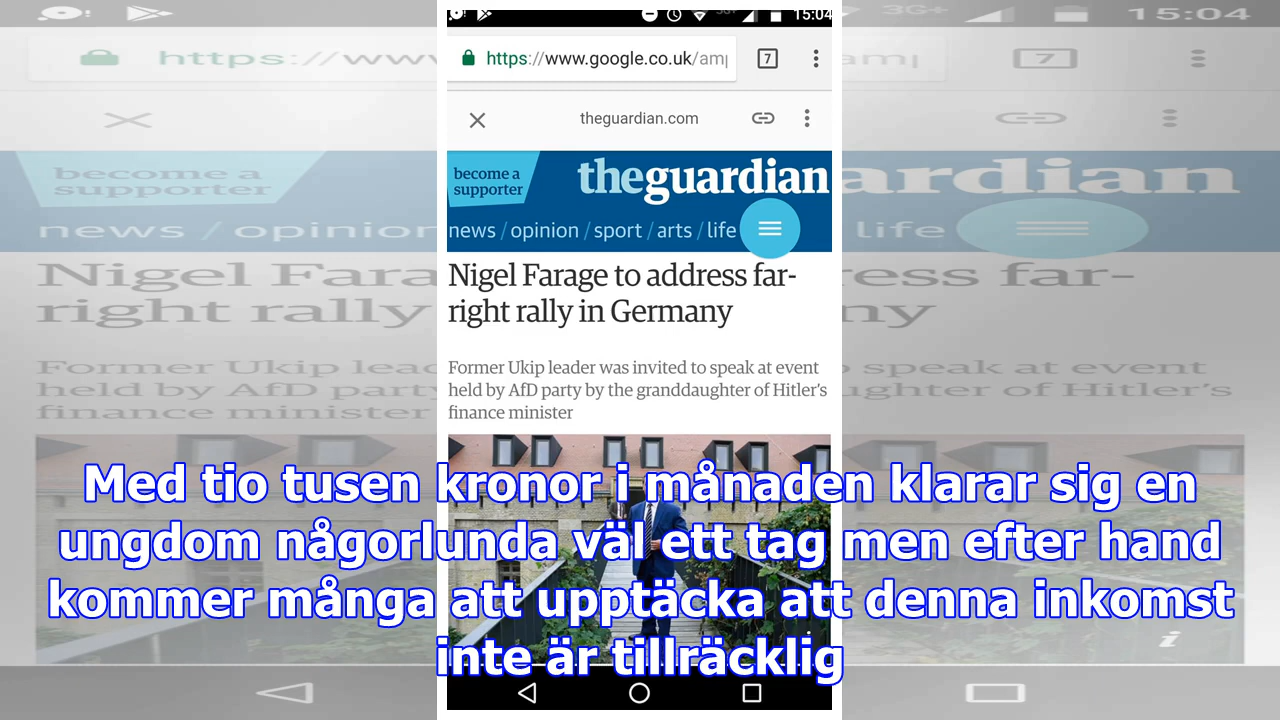 15:04
https://www.google.co.uk/amp
7
theguardian.com
become a
supporter
theguardian
news / opinion / sport / arts / life
Nigel Farage to address far-
right rally in Germany
Former Ukip leader was invited to speak at event
held by AfD party by the granddaughter of Hitler's
finance minister
Med tio tusen kronor i månaden klarar sig en
ungdom någorlunda väl ett tag men efter hand
kommer många att upptäcka att denna inkomst
inte är tillräcklig